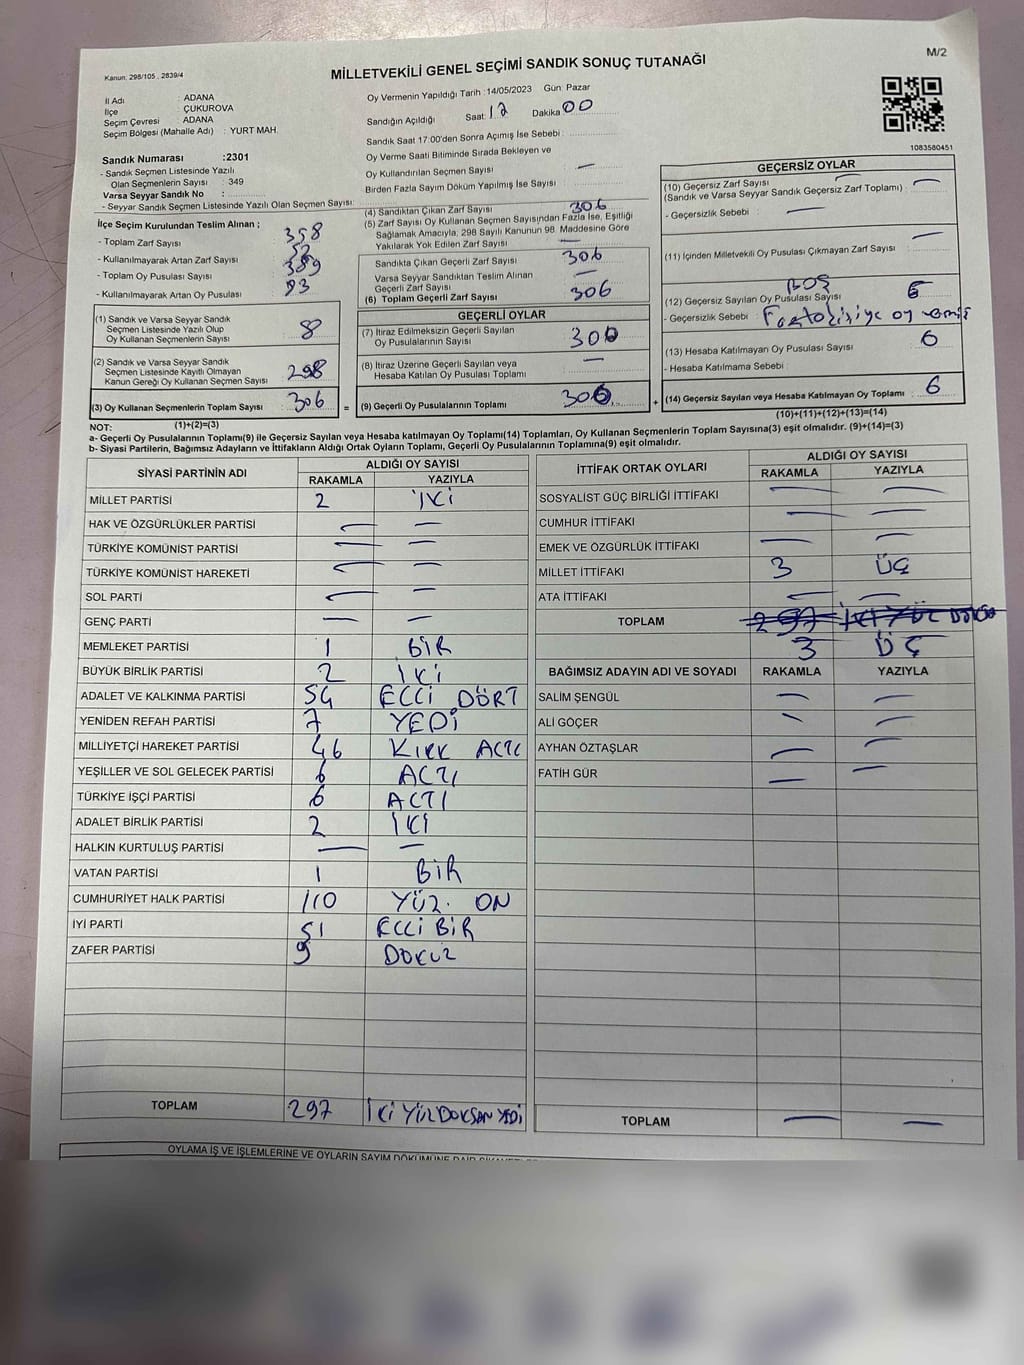 M/2
Kanun: 298/105 . 2839/4
MİLLETVEKİLİ GENEL SEÇİMİ SANDIK SONUÇ TUTANAĞI
İl Adı : ADANA
İlçe : ÇUKUROVA
Seçim Çevresi : ADANA
Seçim Bölgesi (Mahalle Adı) : YURT MAH.
Sandık Numarası :2301
- Sandık Seçmen Listesinde Yazılı
Olan Seçmenlerin Sayısı : 349
Varsa Seyyar Sandık No :
- Seyyar Sandık Seçmen Listesinde Yazılı Olan Seçmen Sayısı:
Oy Vermenin Yapıldığı Tarih :14/05/2023 Gün: Pazar
Sandığın Açıldığı Saat: 17 Dakika 00
Sandık Saat 17:00'den Sonra Açımış İse Sebebi :
Oy Verme Saati Bitiminde Sırada Bekleyen ve
Oy Kullandırılan Seçmen Sayısı : —
Birden Fazla Sayım Döküm Yapılmış İse Sayısı :
1083580451
İlçe Seçim Kurulundan Teslim Alınan ;
- Toplam Zarf Sayısı : 358
- Kullanılmayarak Artan Zarf Sayısı : 52
- Toplam Oy Pusulası Sayısı : 389
- Kullanılmayarak Artan Oy Pusulası : 83
(1) Sandık ve Varsa Seyyar Sandık
Seçmen Listesinde Yazılı Olup
Oy Kullanan Seçmenlerin Sayısı : 8
(2) Sandık ve Varsa Seyyar Sandık
Seçmen Listesinde Kayıtlı Olmayan
Kanun Gereği Oy Kullanan Seçmen Sayısı : 298
(3) Oy Kullanan Seçmenlerin Toplam Sayısı : 306
(1)+(2)=(3)
(4) Sandıktan Çıkan Zarf Sayısı : 306
(5) Zarf Sayısı Oy Kullanan Seçmen Sayısından Fazla İse, Eşitliği
Sağlamak Amacıyla, 298 Sayılı Kanunun 98. Maddesine Göre
Yakılarak Yok Edilen Zarf Sayısı : —
Sandıkta Çıkan Geçerli Zarf Sayısı : 306
Varsa Seyyar Sandıktan Teslim Alınan
Geçerli Zarf Sayısı : —
(6) Toplam Geçerli Zarf Sayısı : 306
GEÇERLİ OYLAR
(7) İtiraz Edilmeksizin Geçerli Sayılan
Oy Pusulalarının Sayısı : 300
(8) İtiraz Üzerine Geçerli Sayılan veya
Hesaba Katılan Oy Pusulası Toplamı : —
= (9) Geçerli Oy Pusulalarının Toplamı : 300
GEÇERSİZ OYLAR
(10) Geçersiz Zarf Sayısı : —
(Sandık ve Varsa Seyyar Sandık Geçersiz Zarf Toplamı)
- Geçersizlik Sebebi : —
(11) İçinden Milletvekili Oy Pusulası Çıkmayan Zarf Sayısı : —
BOŞ
(12) Geçersiz Sayılan Oy Pusulası Sayısı : 6
- Geçersizlik Sebebi :
(13) Hesaba Katılmayan Oy Pusulası Sayısı : 6
- Hesaba Katılmama Sebebi :
+ (14) Geçersiz Sayılan veya Hesaba Katılmayan Oy Toplamı : 6
(10)+(11)+(12)+(13)=(14)
NOT:
a- Geçerli Oy Pusulalarının Toplamı(9) ile Geçersiz Sayılan veya Hesaba katılmayan Oy Toplamı(14) Toplamları, Oy Kullanan Seçmenlerin Toplam Sayısına(3) eşit olmalıdır. (9)+(14)=(3)
b- Siyasi Partilerin, Bağımsız Adayların ve İttifakların Aldığı Ortak Oyların Toplamı, Geçerli Oy Pusulalarının Toplamına(9) eşit olmalıdır.
SİYASİ PARTİNİN ADI ALDIĞI OY SAYISI
RAKAMLA YAZIYLA
MİLLET PARTİSİ 2 İKİ
HAK VE ÖZGÜRLÜKLER PARTİSİ — —
TÜRKİYE KOMÜNİST PARTİSİ — —
TÜRKİYE KOMÜNİST HAREKETİ — —
SOL PARTİ — —
GENÇ PARTİ — —
MEMLEKET PARTİSİ 1 BİR
BÜYÜK BİRLİK PARTİSİ 2 İKİ
ADALET VE KALKINMA PARTİSİ 54 ELLİ DÖRT
YENİDEN REFAH PARTİSİ 7 YEDİ
MİLLİYETÇİ HAREKET PARTİSİ 46 KIRK ALTI
YEŞİLLER VE SOL GELECEK PARTİSİ 6 ALTI
TÜRKİYE İŞÇİ PARTİSİ 6 ALTI
ADALET BİRLİK PARTİSİ 2 İKİ
HALKIN KURTULUŞ PARTİSİ — —
VATAN PARTİSİ 1 BİR
CUMHURİYET HALK PARTİSİ 110 YÜZ ON
İYİ PARTİ 51 ELLİ BİR
ZAFER PARTİSİ 9 DOKUZ
TOPLAM 297 İKİ YÜZ DOKSAN YEDİ
İTTİFAK ORTAK OYLARI ALDIĞI OY SAYISI
RAKAMLA YAZIYLA
SOSYALİST GÜÇ BİRLİĞİ İTTİFAKI — —
CUMHUR İTTİFAKI — —
EMEK VE ÖZGÜRLÜK İTTİFAKI — —
MİLLET İTTİFAKI 3 ÜÇ
ATA İTTİFAKI — —
TOPLAM 297 İKİ YÜZ
3 ÜÇ
BAĞIMSIZ ADAYIN ADI VE SOYADI RAKAMLA YAZIYLA
SALİM ŞENGÜL — —
ALİ GÖÇER — —
AYHAN ÖZTAŞLAR — —
FATİH GÜR — —
TOPLAM — —
OYLAMA İŞ VE İŞLEMLERİNE VE OYLARIN SAYIM DÖKÜMÜNE DAİR